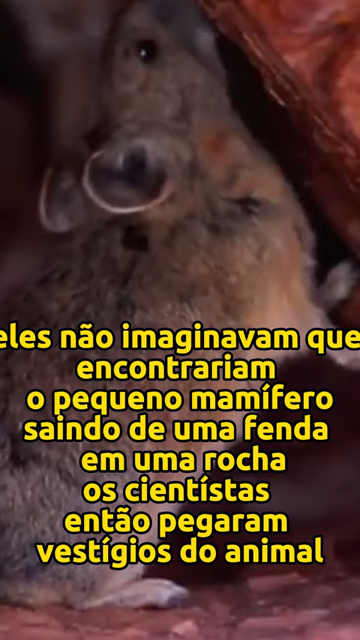 eles não imaginavam que
encontrariam
o pequeno mamífero
saindo de uma fenda
em uma rocha
os cientístas
então pegaram
vestígios do animal